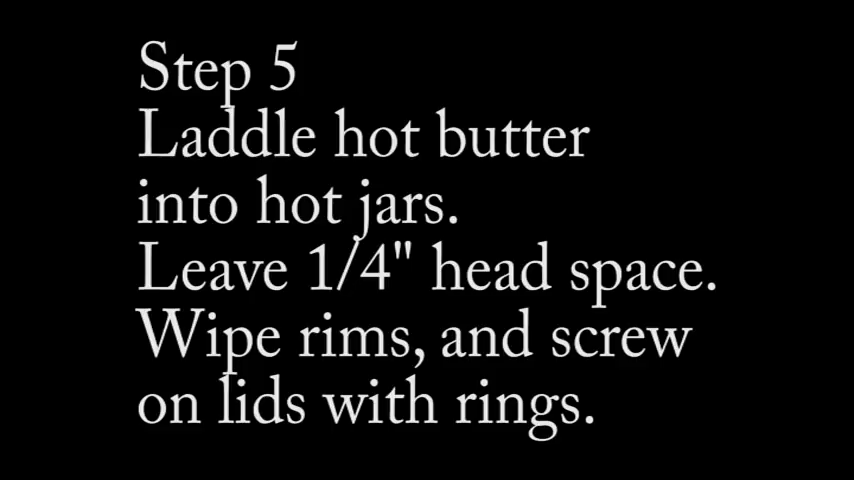 Step 5
Laddle hot butter
into hot jars.
Leave 1/4" head space.
Wipe rims, and screw
on lids with rings.